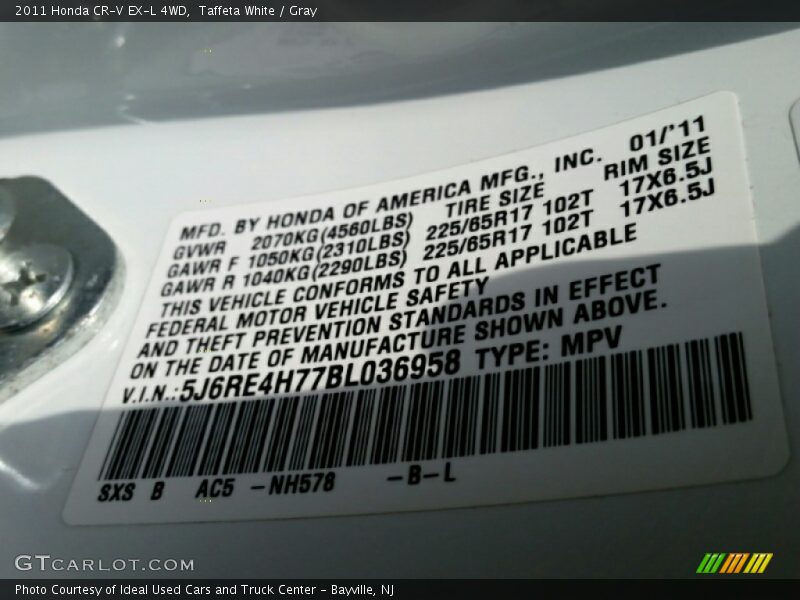 2011 Honda CR-V EX-L 4WD,  Taffeta White / Gray
MFD. BY HONDA OF AMERICA MFG., INC. 01/'11
GVWR 2070KG(4560LBS) TIRE SIZE RIM SIZE
GAWR F 1050KG(2310LBS) 225/65R17 102T 17X6.5J
GAWR R 1040KG(2290LBS) 225/65R17 102T 17X6.5J
THIS VEHICLE CONFORMS TO ALL APPLICABLE
FEDERAL MOTOR VEHICLE SAFETY
AND THEFT PREVENTION STANDARDS IN EFFECT
ON THE DATE OF MANUFACTURE SHOWN ABOVE.
V.I.N.:5J6RE4H77BL036958 TYPE: MPV
SXS B AC5 -NH578 -B-L
GTCARLOT.COM
Photo Courtesy of Ideal Used Cars and Truck Center - Bayville, NJ